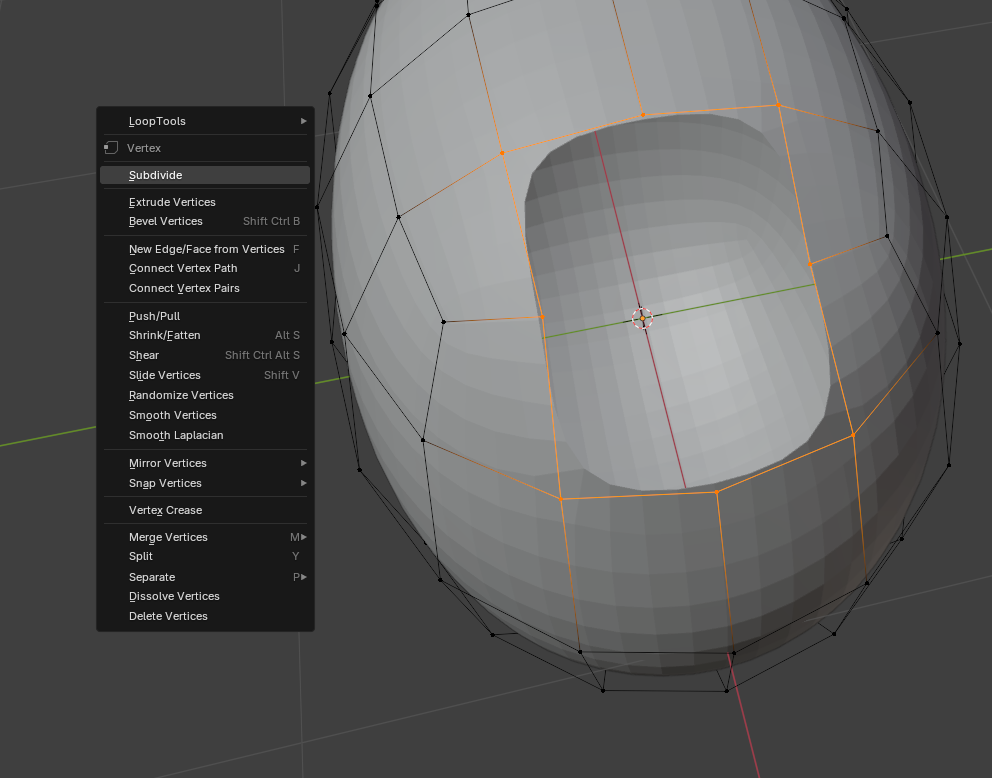 LoopTools
Vertex
Subdivide
Extrude Vertices
Bevel Vertices Shift Ctrl B
New Edge/Face from Vertices F
Connect Vertex Path J
Connect Vertex Pairs
Push/Pull
Shrink/Fatten Alt S
Shear Shift Ctrl Alt S
Slide Vertices Shift V
Randomize Vertices
Smooth Vertices
Smooth Laplacian
Mirror Vertices
Snap Vertices
Vertex Crease
Merge Vertices M
Split Y
Separate P
Dissolve Vertices
Delete Vertices